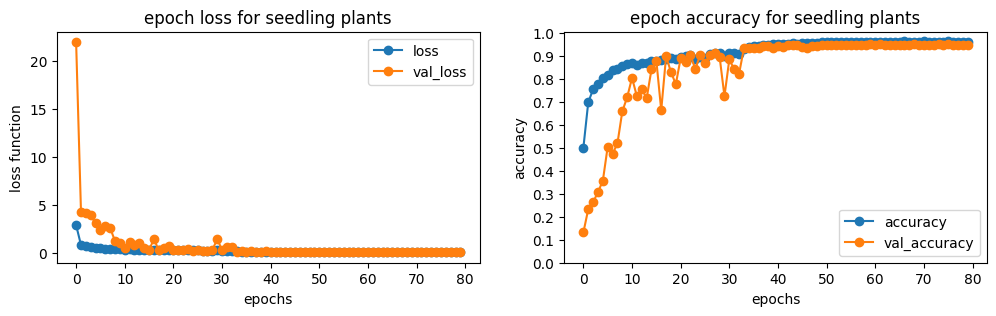 epoch loss for seedling plants
loss
val_loss
loss function
20
15
10
5
0
0 10 20 30 40 50 60 70 80
epochs
epoch accuracy for seedling plants
accuracy
1.0
0.9
0.8
0.7
0.6
0.5
0.4
0.3
0.2
0.1
0.0
accuracy
val_accuracy
0 10 20 30 40 50 60 70 80
epochs